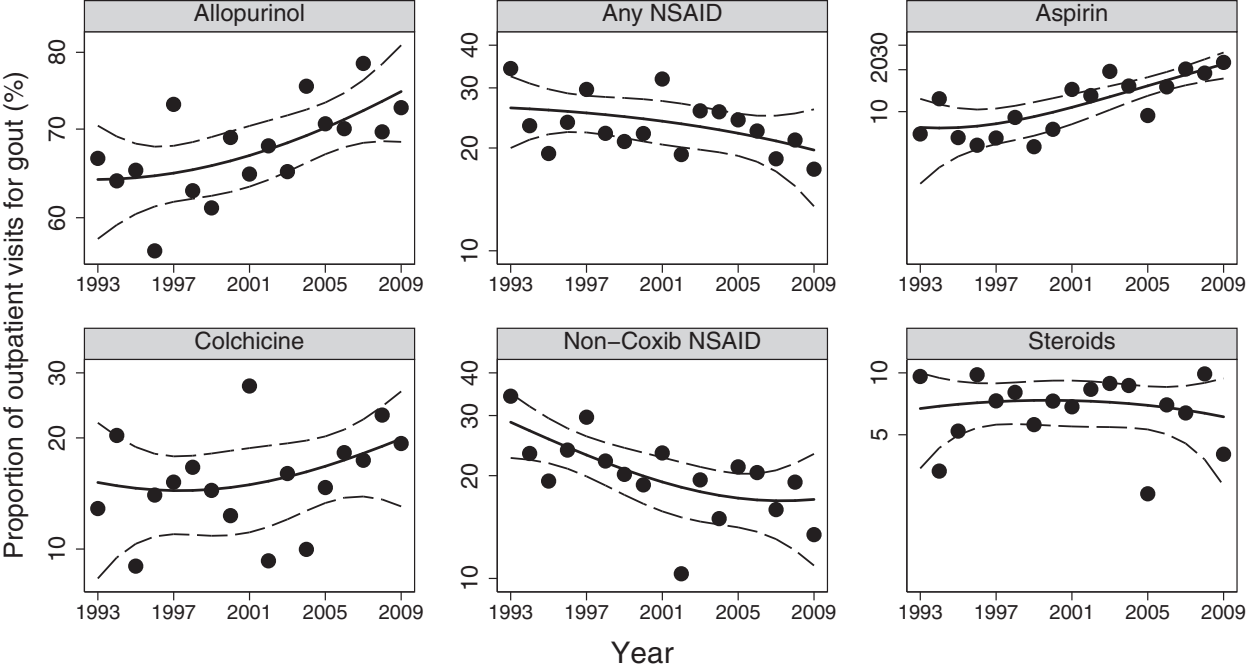 Proportion of outpatient visits for gout (%)
Allopurinol
80
70
60
1993 1997 2001 2005 2009
Any NSAID
40
30
20
10
1993 1997 2001 2005 2009
Aspirin
2030
10
1993 1997 2001 2005 2009
Colchicine
30
20
10
1993 1997 2001 2005 2009
Non−Coxib NSAID
40
30
20
10
1993 1997 2001 2005 2009
Steroids
10
5
1993 1997 2001 2005 2009
Year